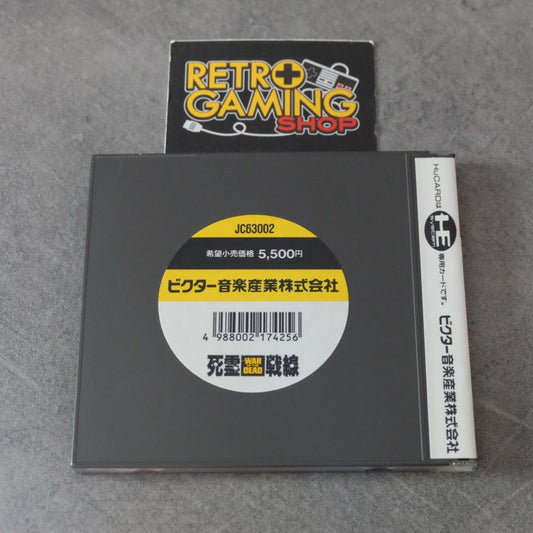 RETRO
GAMING
SHOP
JC63002
希望小売価格 5,500円
ビクター音楽産業株式会社
4 988002 174256
死霊 WAR OF THE DEAD 戦線
HuCARDは HE SYSTEM 専用カードです。 ビクター音楽産業株式会社